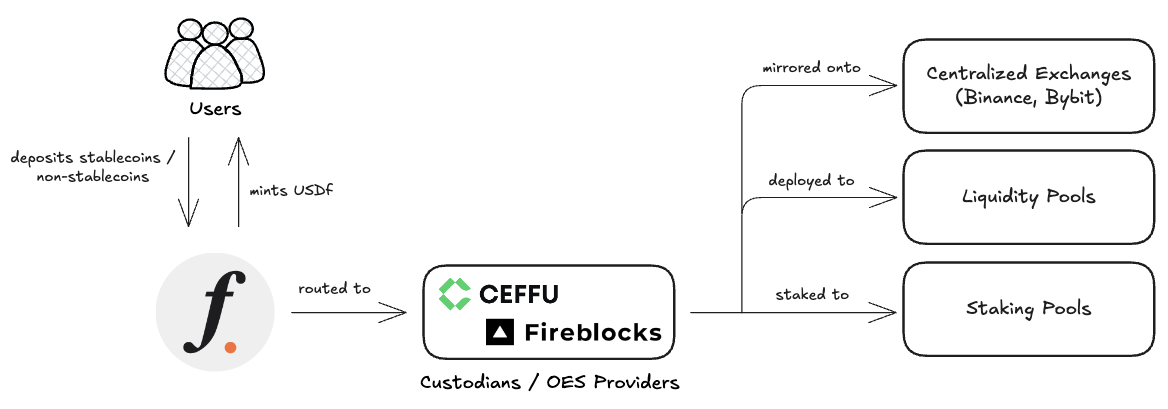 Users
deposits stablecoins /
non-stablecoins
mints USDf
f.
routed to
CEFFU
Fireblocks
Custodians / OES Providers
mirrored onto
Centralized Exchanges
(Binance, Bybit)
deployed to
Liquidity Pools
staked to
Staking Pools